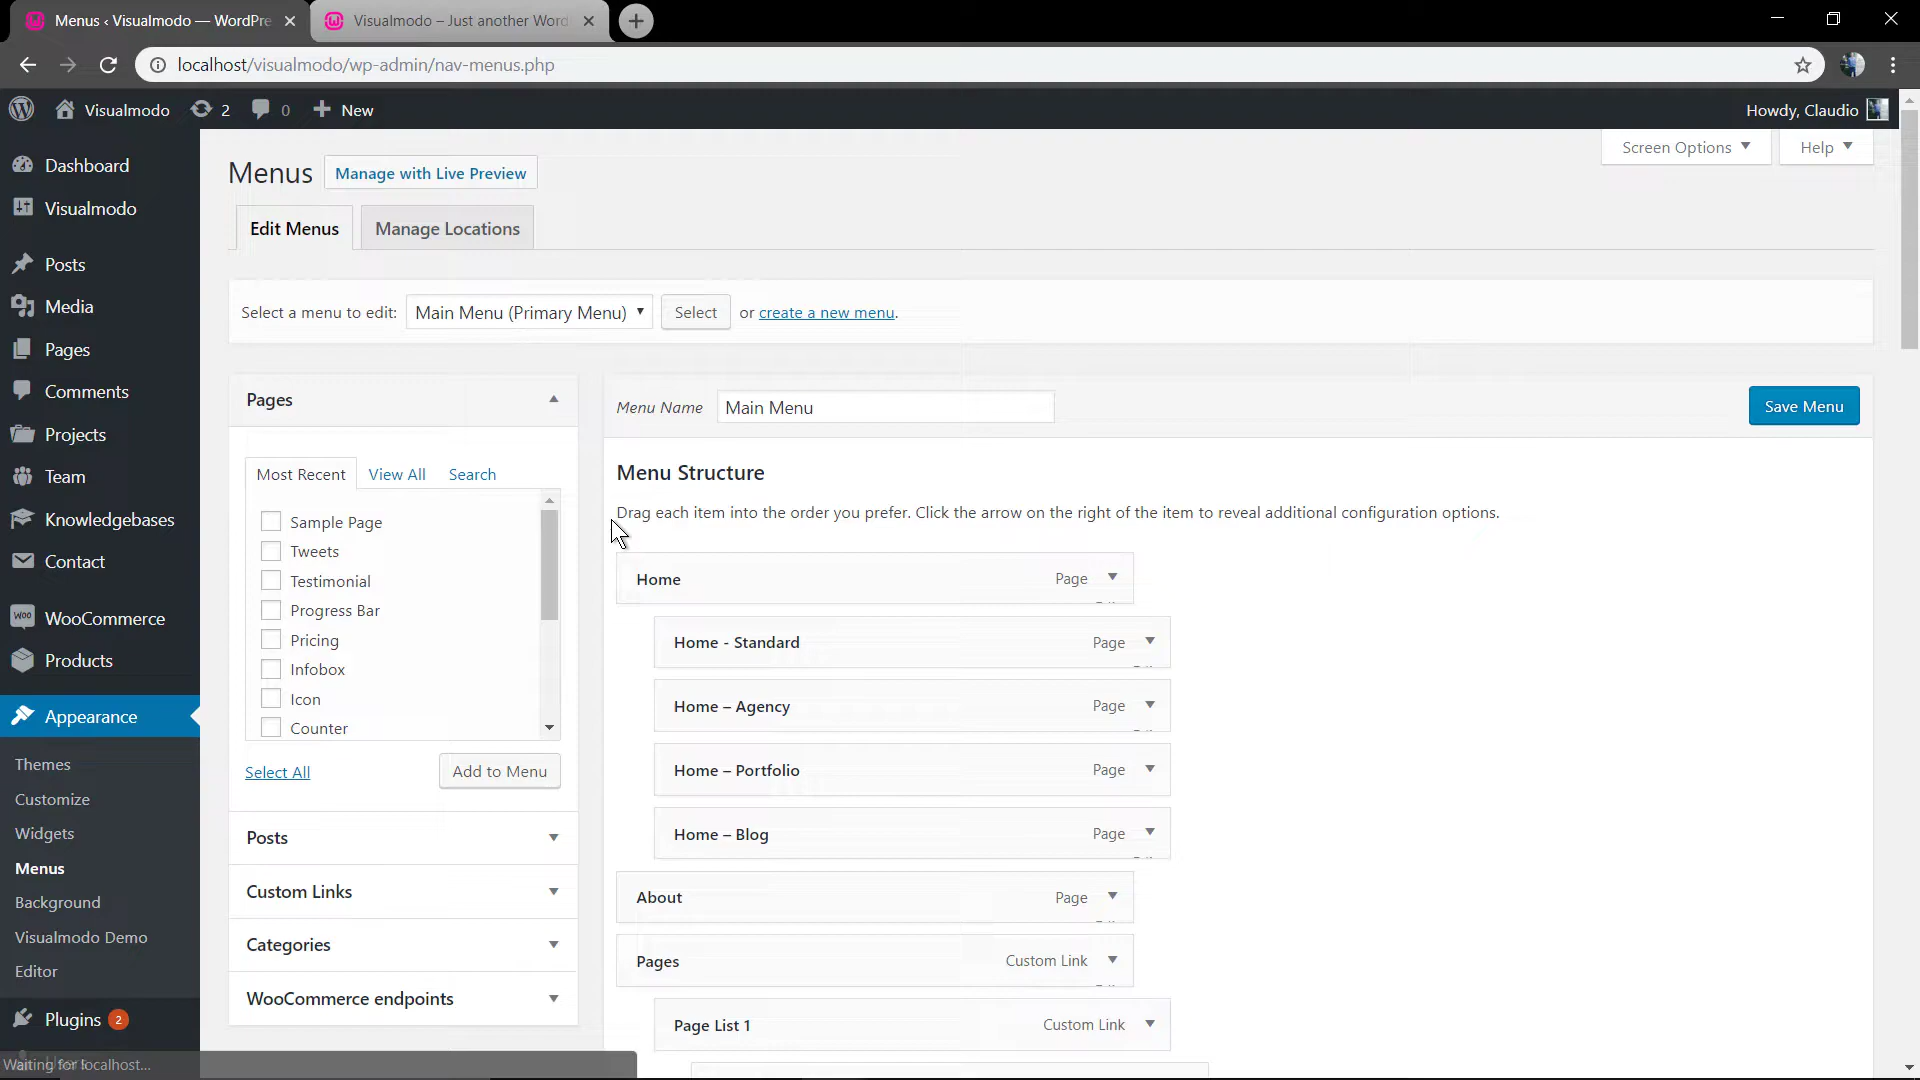 Menus ‹ Visualmodo — WordPre
Visualmodo – Just another Word
localhost/visualmodo/wp-admin/nav-menus.php
Visualmodo
2
0
New
Howdy, Claudio
Screen Options
Help
Menus
Manage with Live Preview
Edit Menus
Manage Locations
Select a menu to edit:
Main Menu (Primary Menu)
Select
or create a new menu.
Dashboard
Visualmodo
Posts
Media
Pages
Comments
Projects
Team
Knowledgebases
Contact
WooCommerce
Products
Appearance
Themes
Customize
Widgets
Menus
Background
Visualmodo Demo
Editor
Plugins 2
Waiting for localhost...
Pages
Most Recent
View All
Search
Sample Page
Tweets
Testimonial
Progress Bar
Pricing
Infobox
Icon
Counter
Select All
Add to Menu
Posts
Custom Links
Categories
WooCommerce endpoints
Menu Name
Main Menu
Save Menu
Menu Structure
Drag each item into the order you prefer. Click the arrow on the right of the item to reveal additional configuration options.
Home Page
Home - Standard Page
Home – Agency Page
Home – Portfolio Page
Home – Blog Page
About Page
Pages Custom Link
Page List 1 Custom Link